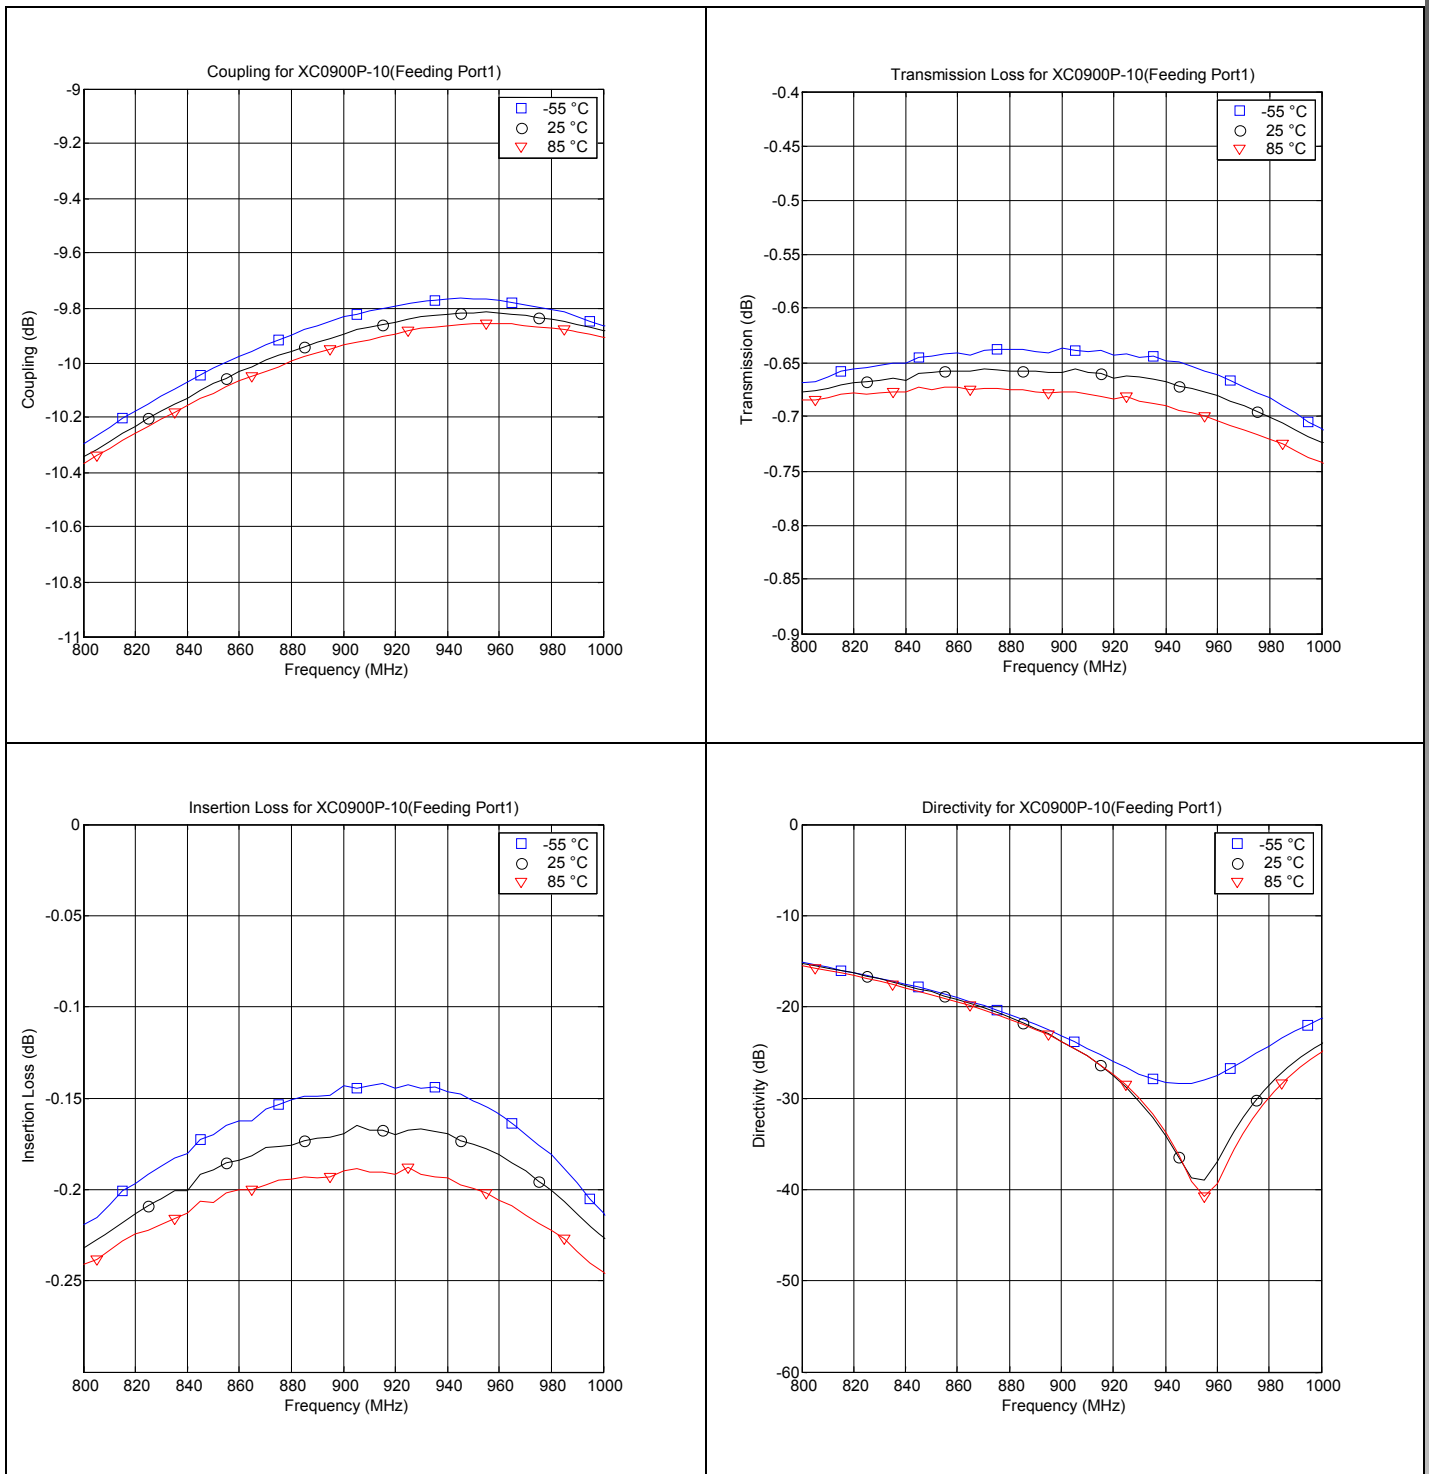 Coupling for XC0900P-10(Feeding Port1)
-9
-9.2
-9.4
-9.6
-9.8
-10
-10.2
-10.4
-10.6
-10.8
-11
Coupling (dB)
-55 °C
25 °C
85 °C
800 820 840 860 880 900 920 940 960 980 1000
Frequency (MHz)
Transmission Loss for XC0900P-10(Feeding Port1)
-0.4
-0.45
-0.5
-0.55
-0.6
-0.65
-0.7
-0.75
-0.8
-0.85
-0.9
Transmission (dB)
-55 °C
25 °C
85 °C
800 820 840 860 880 900 920 940 960 980 1000
Frequency (MHz)
Insertion Loss for XC0900P-10(Feeding Port1)
0
-0.05
-0.1
-0.15
-0.2
-0.25
Insertion Loss (dB)
-55 °C
25 °C
85 °C
800 820 840 860 880 900 920 940 960 980 1000
Frequency (MHz)
Directivity for XC0900P-10(Feeding Port1)
0
-10
-20
-30
-40
-50
-60
Directivity (dB)
-55 °C
25 °C
85 °C
800 820 840 860 880 900 920 940 960 980 1000
Frequency (MHz)